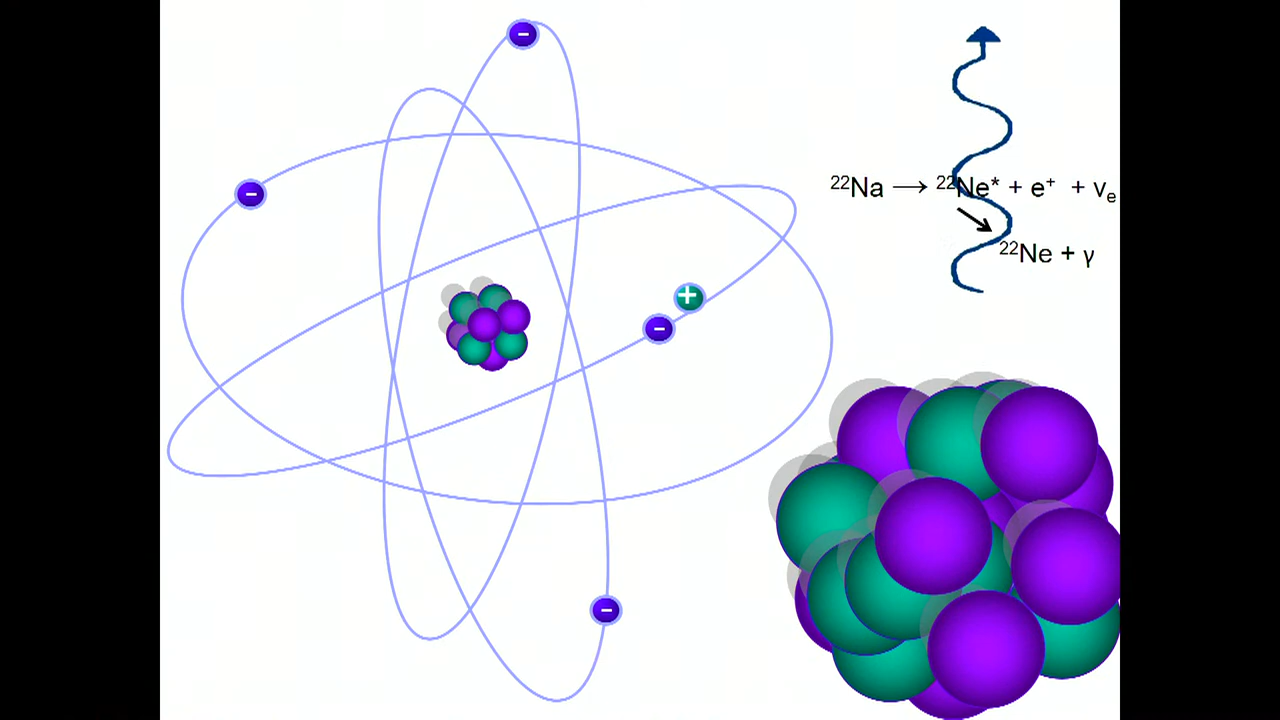 ²²Na ⟶ ²²Ne* + e⁺ + νₑ
²²Ne + γ